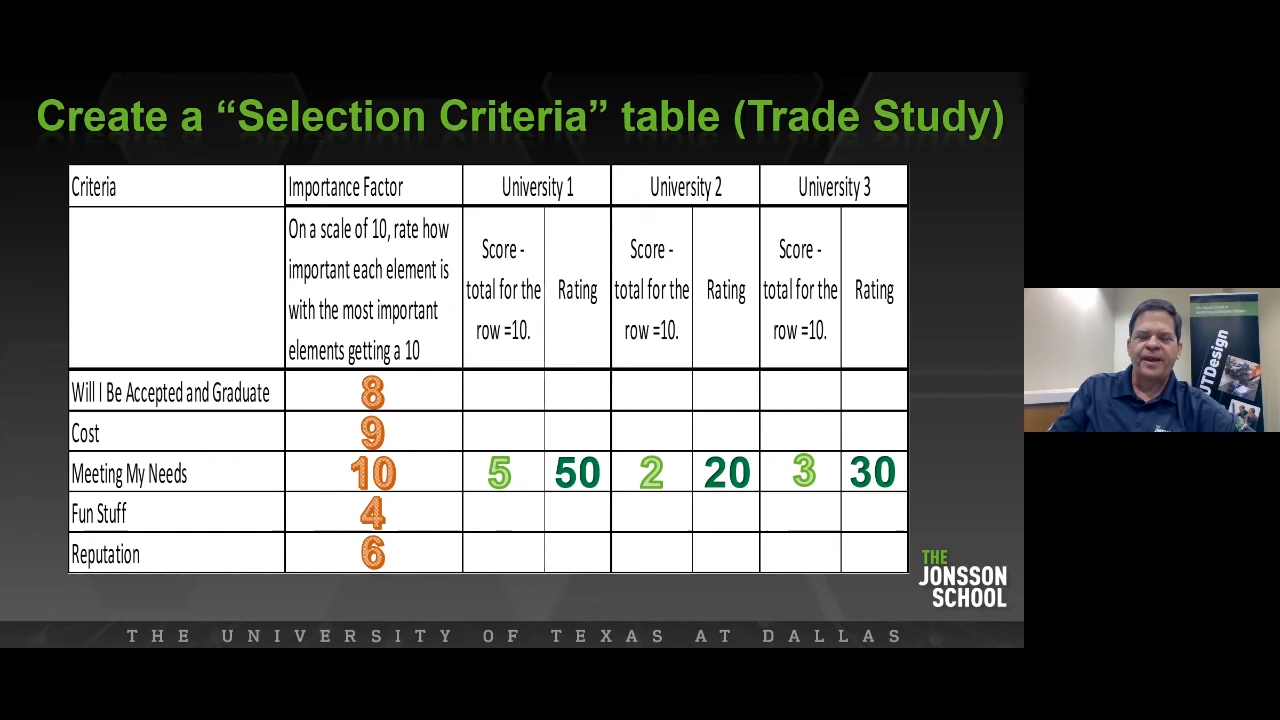 Create a “Selection Criteria” table (Trade Study)
Criteria
Importance Factor
University 1
University 2
University 3
On a scale of 10, rate how
important each element is
with the most important
elements getting a 10
Score -
total for the
row =10.
Rating
Score -
total for the
row =10.
Rating
Score -
total for the
row =10.
Rating
Will I Be Accepted and Graduate
8
Cost
9
Meeting My Needs
10
5
50
2
20
3
30
Fun Stuff
4
Reputation
6
THE
JONSSON
SCHOOL
THE UNIVERSITY OF TEXAS AT DALLAS
UTDesign